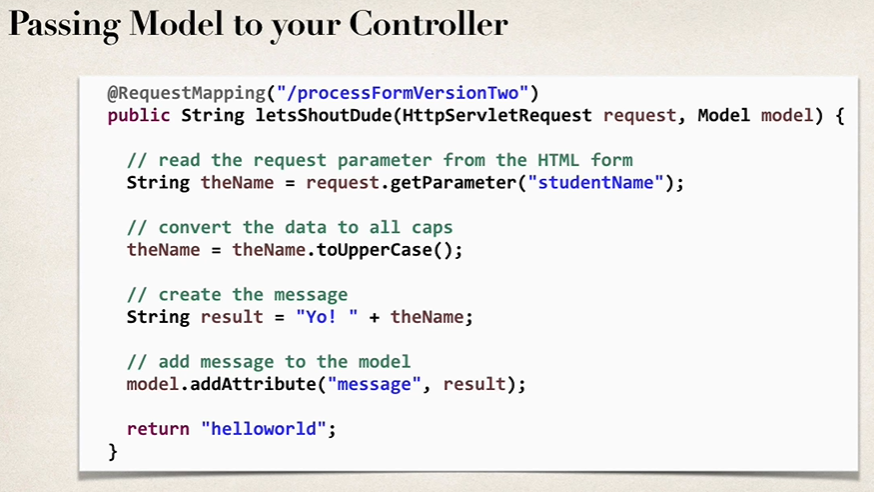 Passing Model to your Controller
@RequestMapping("/processFormVersionTwo")
public String letsShoutDude(HttpServletRequest request, Model model) {
// read the request parameter from the HTML form
String theName = request.getParameter("studentName");
// convert the data to all caps
theName = theName.toUpperCase();
// create the message
String result = "Yo! " + theName;
// add message to the model
model.addAttribute("message", result);
return "helloworld";
}